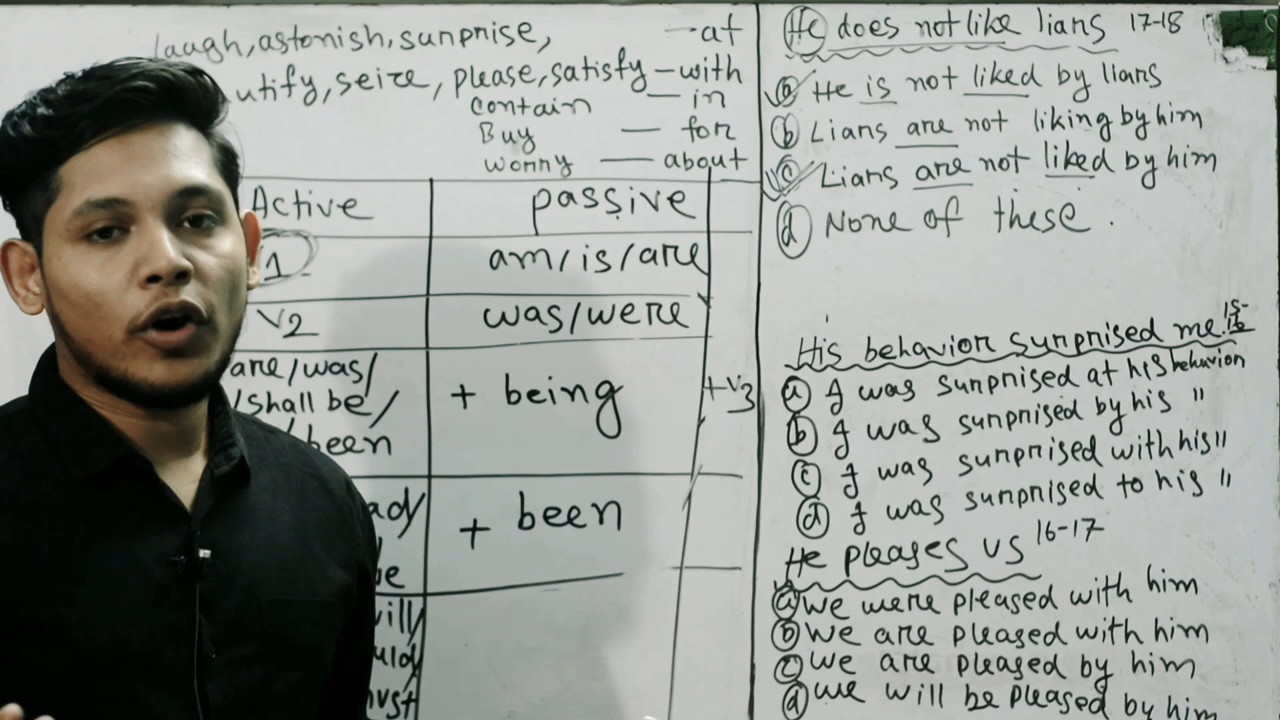 laugh, astonish, surprise, — at
utify, seize, please, satisfy — with
contain — in
Buy — for
worry — about
Active passive
1 am/is/are
V2 was/were
are/was/ + being +V3
/shall be/
been
ady/ + been
be
will/
uld/
must
He does not like liars 17-18
(a) He is not liked by liars
(b) Liars are not liking by him
(c) Liars are not liked by him
(d) None of these.
His behavior surprised me. 15-16
(a) I was surprised at his behavior
(b) I was surprised by his "
(c) I was surprised with his "
(d) I was surprised to his "
He pleases us 16-17
(a) we were pleased with him
(b) we are pleased with him
(c) we are pleased by him
(d) we will be pleased by him